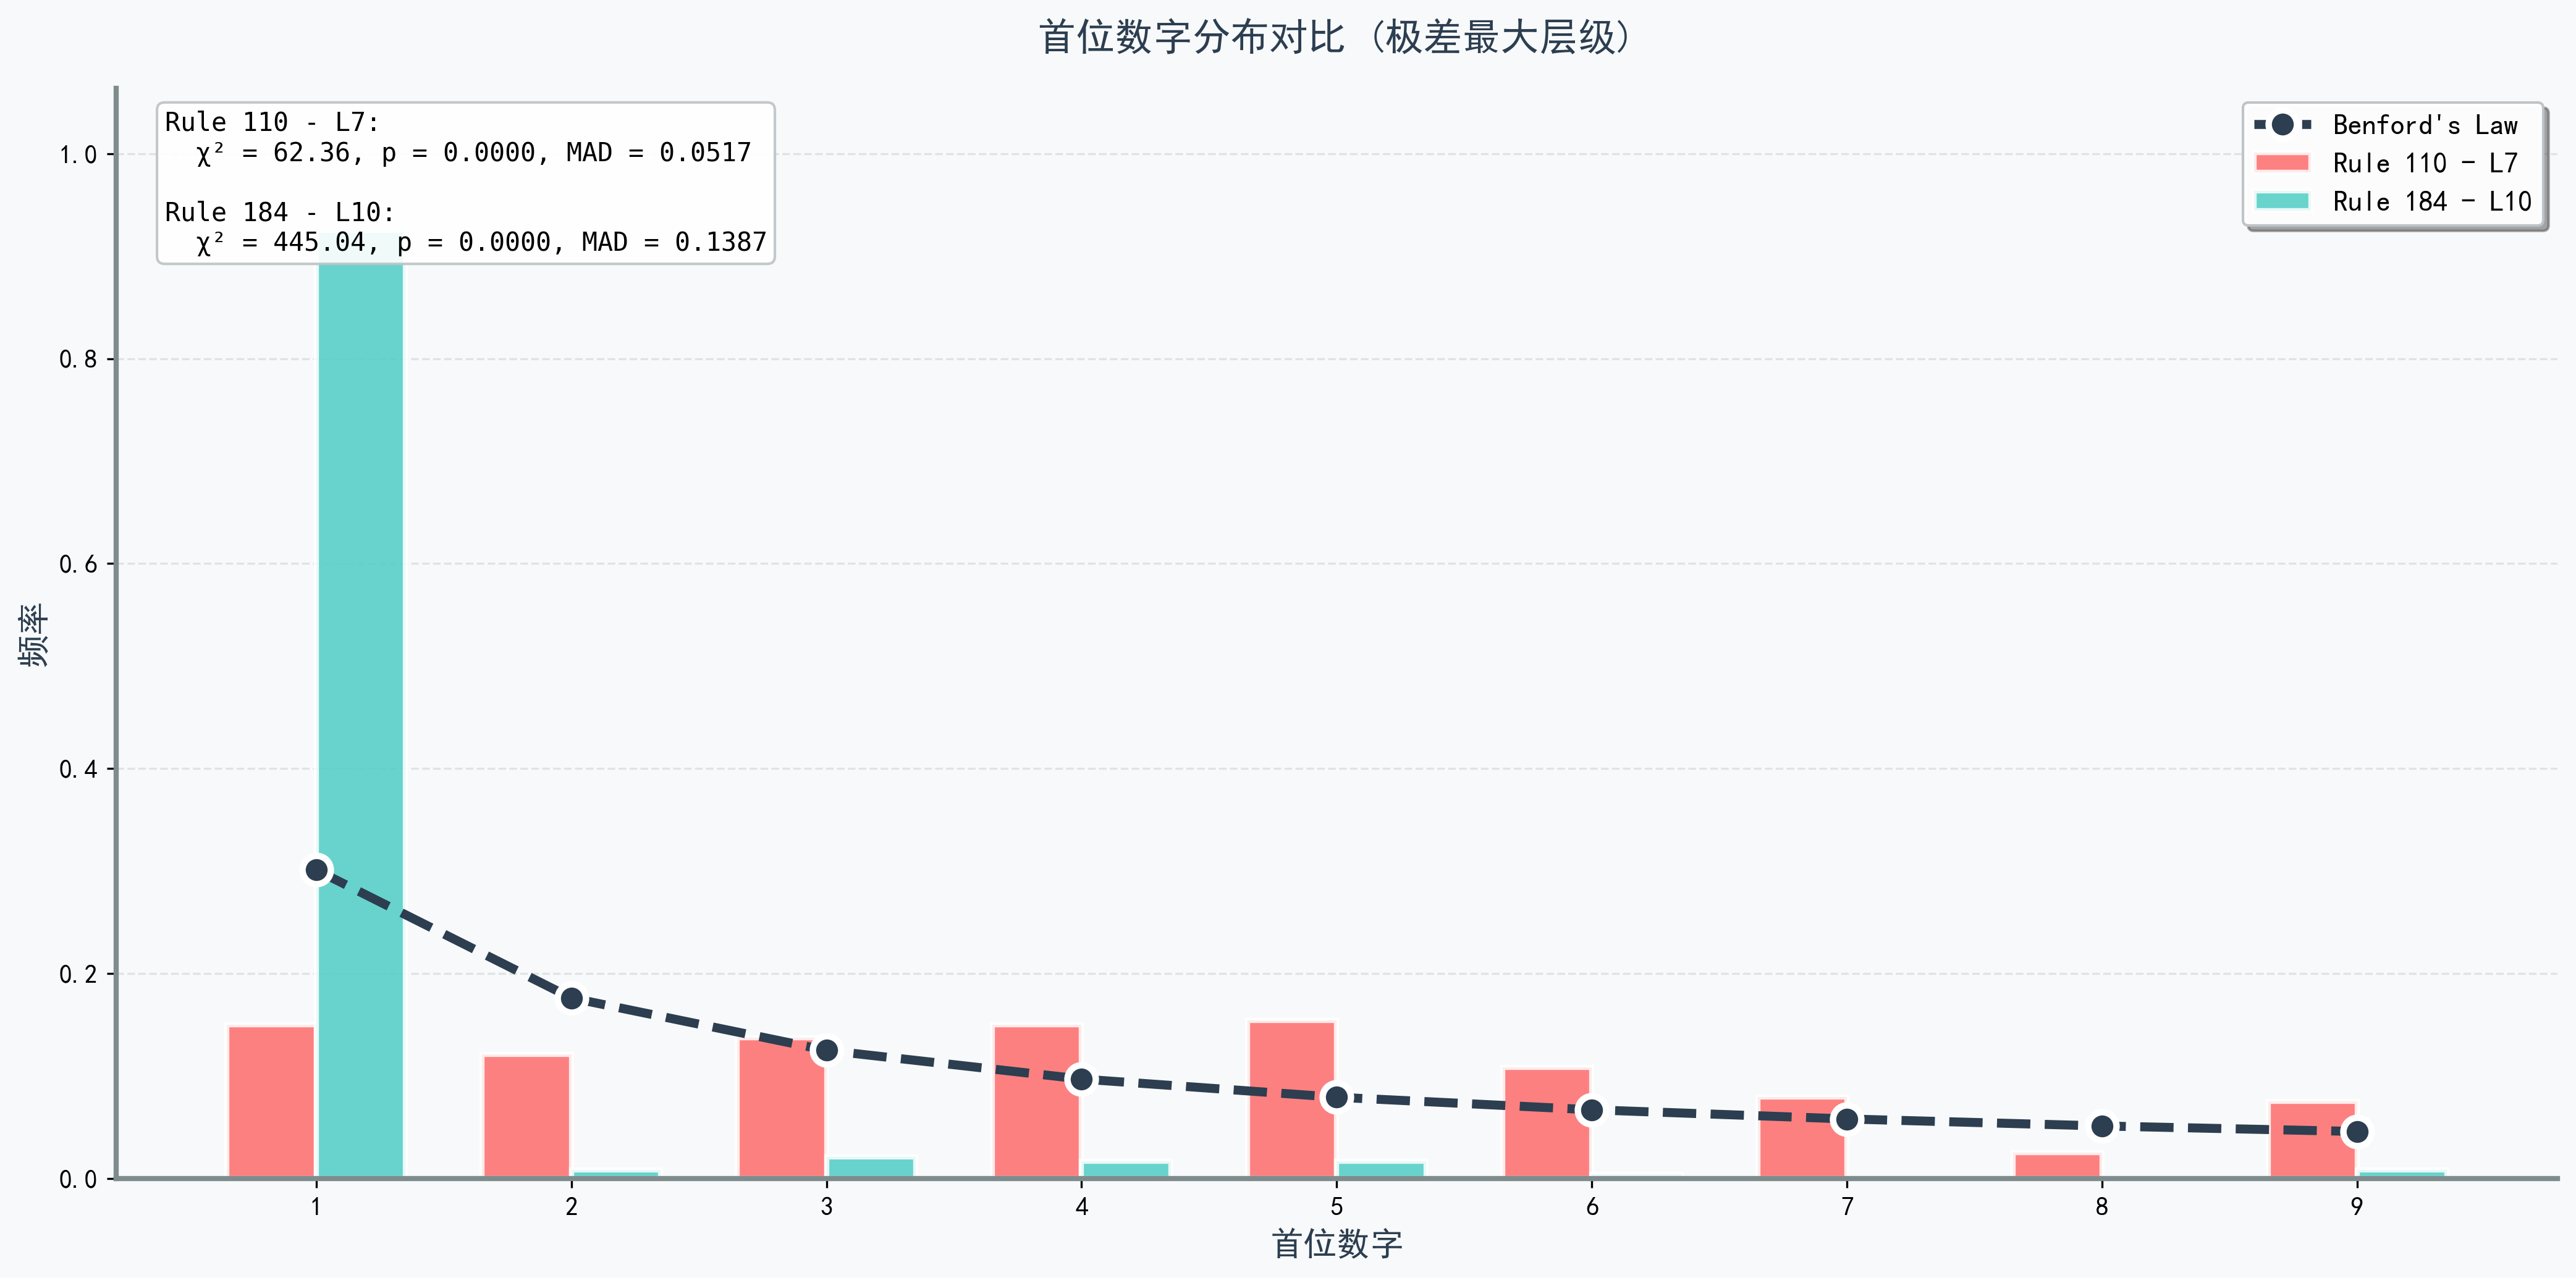 首位数字分布对比 (极差最大层级)
Rule 110 - L7:
χ² = 62.36, p = 0.0000, MAD = 0.0517
Rule 184 - L10:
χ² = 445.04, p = 0.0000, MAD = 0.1387
Benford's Law
Rule 110 - L7
Rule 184 - L10
频率
1.0
0.8
0.6
0.4
0.2
0.0
1 2 3 4 5 6 7 8 9
首位数字